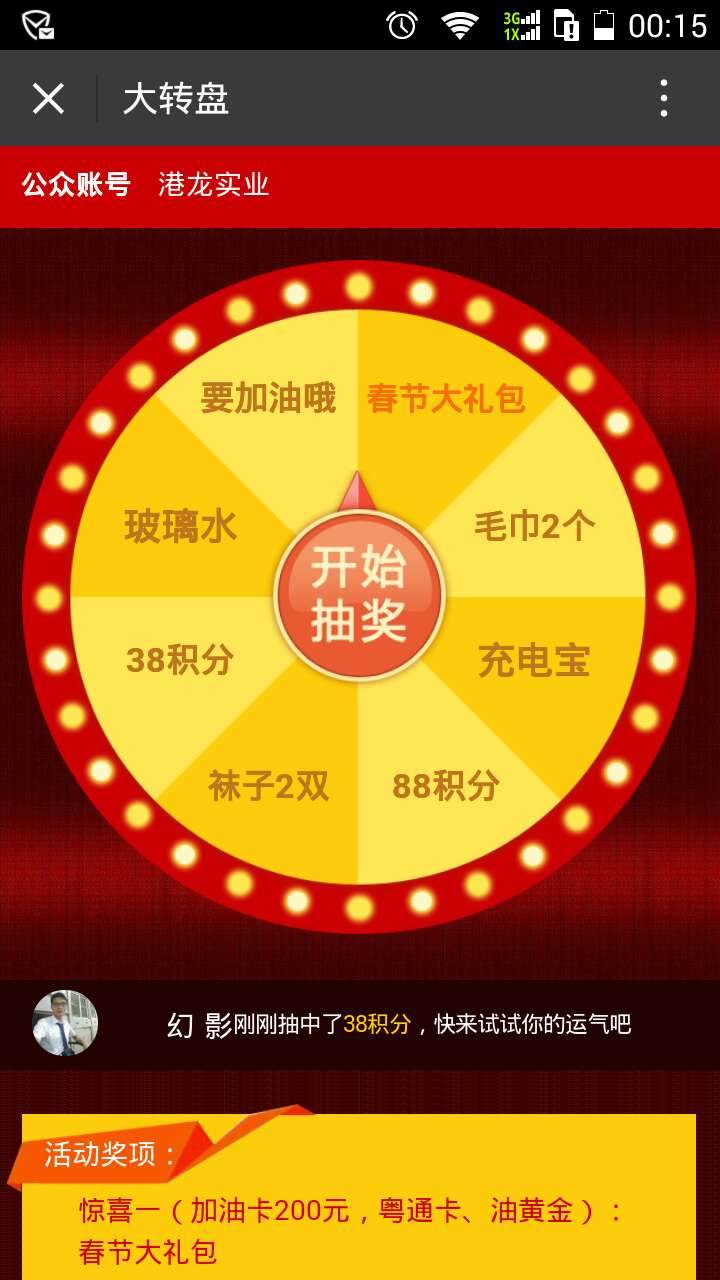 3G
1X
00:15
大转盘
公众账号 港龙实业
要加油哦
春节大礼包
玻璃水
毛巾2个
开始
抽奖
38积分
充电宝
袜子2双
88积分
幻 影刚刚抽中了38积分，快来试试你的运气吧
活动奖项：
惊喜一（加油卡200元，粤通卡、油黄金）：
春节大礼包